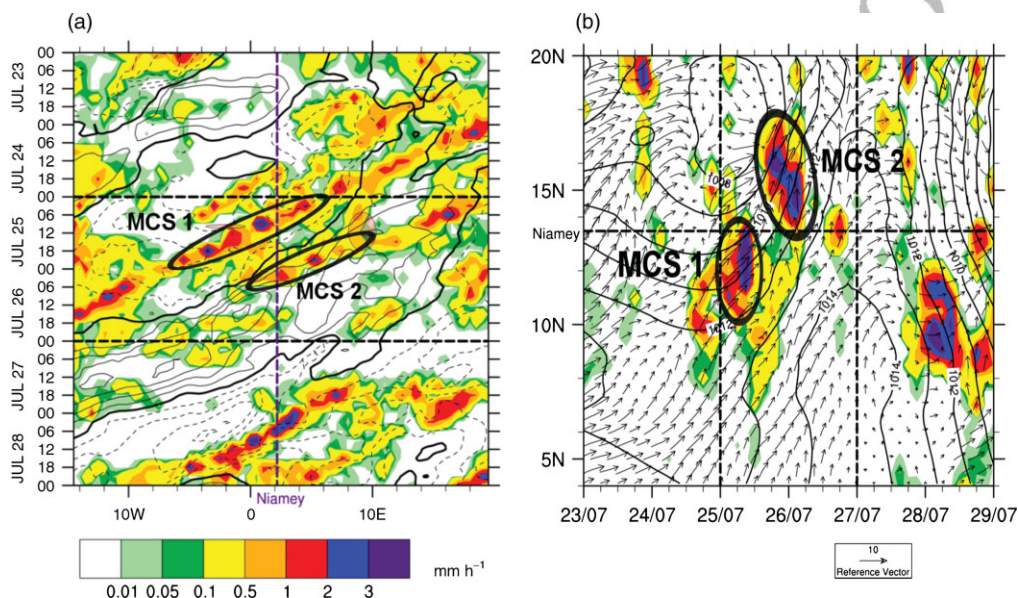 (a)
00
06
12
18
00
06
12
18
00
06
12
18
00
06
12
18
00
06
12
18
00
06
12
18
00
JUL 23
JUL 24
JUL 25
JUL 26
JUL 27
JUL 28
MCS 1
MCS 2
Niamey
10W
0
10E
0.01 0.05 0.1 0.5 1 2 3
mm h⁻¹
(b)
20N
15N
Niamey
10N
5N
MCS 2
MCS 1
1008
1012
1014
1014
1012
1010
1012
23/07 24/07 25/07 26/07 27/07 28/07 29/07
10
Reference Vector